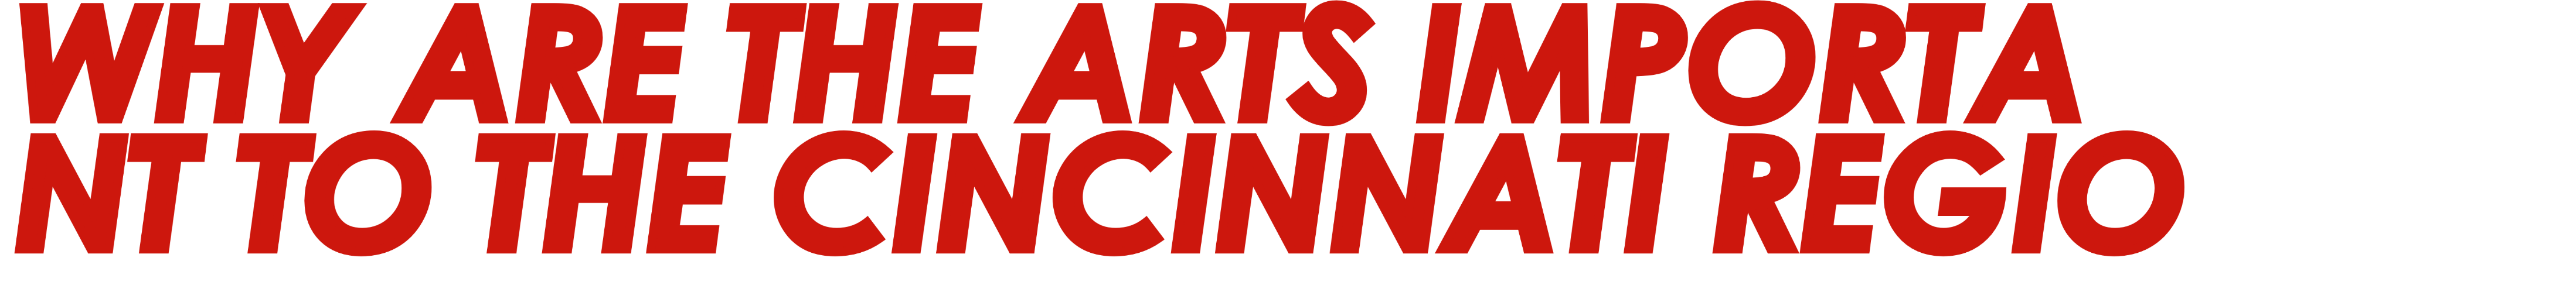 WHY ARE THE ARTS IMPORTA
NT TO THE CINCINNATI REGIO